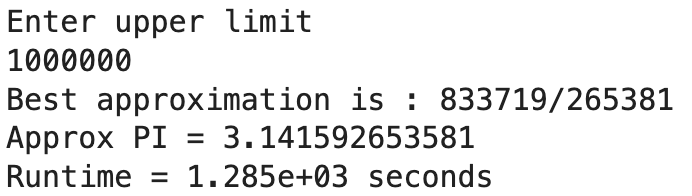 Enter upper limit
1000000
Best approximation is : 833719/265381
Approx PI = 3.141592653581
Runtime = 1.285e+03 seconds